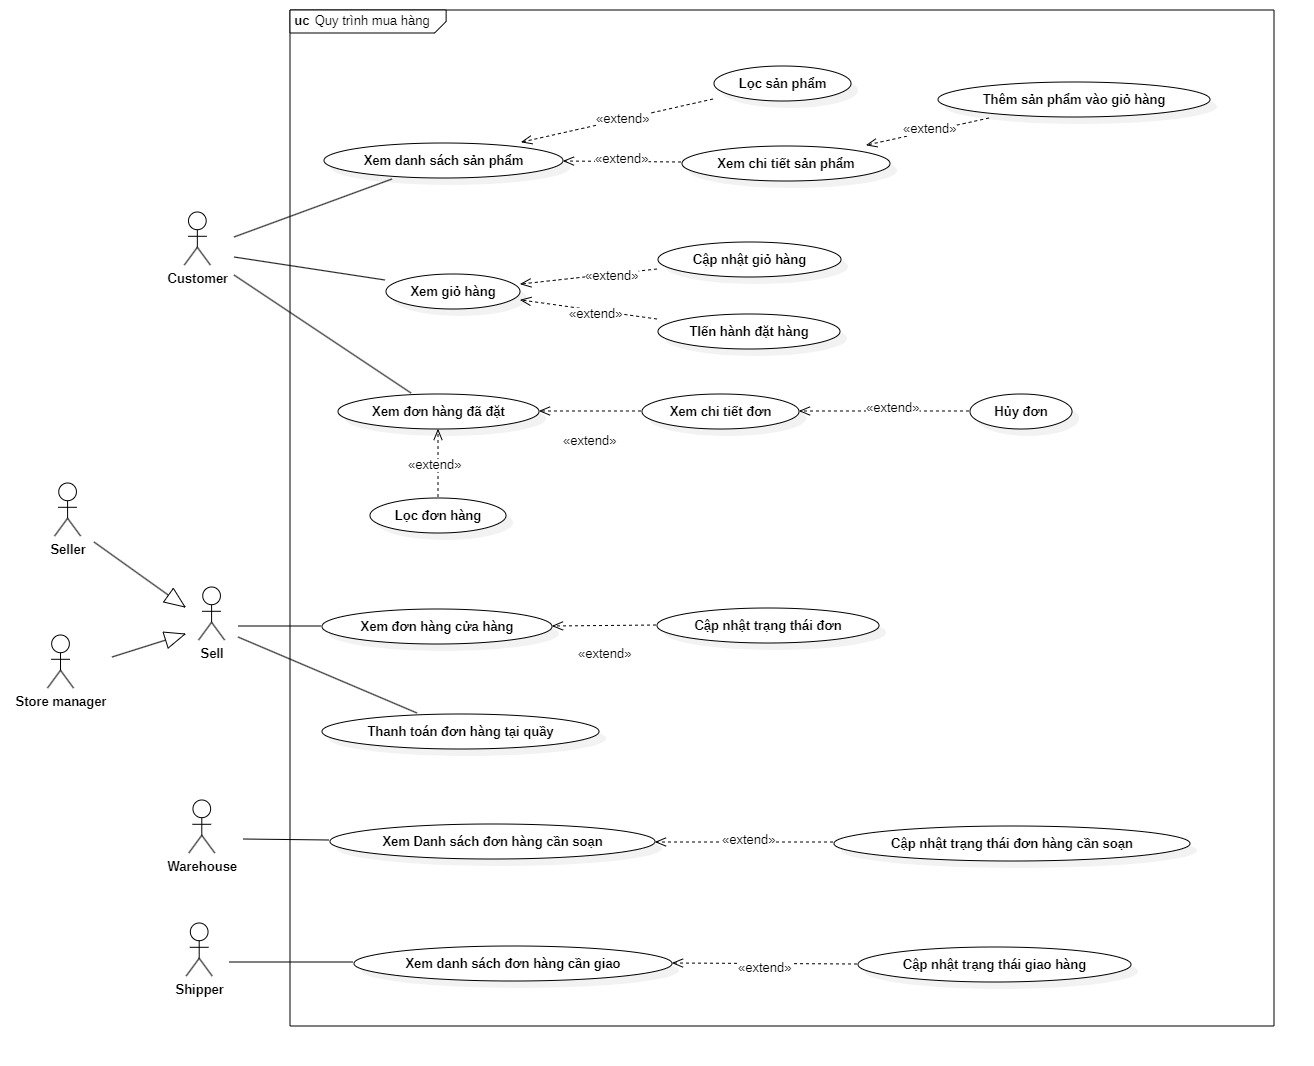 uc Quy trình mua hàng
Lọc sản phẩm
Thêm sản phẩm vào giỏ hàng
«extend»
«extend»
Xem danh sách sản phẩm
«extend»
Xem chi tiết sản phẩm
Customer
Cập nhật giỏ hàng
«extend»
Xem giỏ hàng
«extend»
TIến hành đặt hàng
Xem đơn hàng đã đặt
Xem chi tiết đơn
«extend»
Hủy đơn
«extend»
«extend»
Lọc đơn hàng
Seller
Xem đơn hàng cửa hàng
Cập nhật trạng thái đơn
Sell
«extend»
Store manager
Thanh toán đơn hàng tại quầy
Xem Danh sách đơn hàng cần soạn
«extend»
Cập nhật trạng thái đơn hàng cần soạn
Warehouse
Xem danh sách đơn hàng cần giao
«extend»
Cập nhật trạng thái giao hàng
Shipper